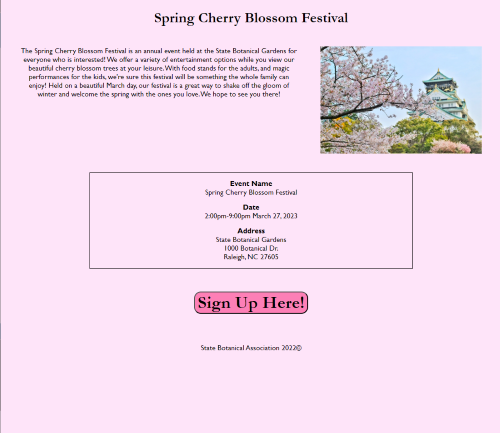 Spring Cherry Blossom Festival
The Spring Cherry Blossom Festival is an annual event held at the State Botanical Gardens for
everyone who is interested! We offer a variety of entertainment options while you view our
beautiful cherry blossom trees at your leisure. With food stands for the adults, and magic
performances for the kids, we're sure this festival will be something the whole family can
enjoy! Held on a beautiful March day, our festival is a great way to shake off the gloom of
winter and welcome the spring with the ones you love. We hope to see you there!
Event Name
Spring Cherry Blossom Festival
Date
2:00pm-9:00pm March 27, 2023
Address
State Botanical Gardens
1000 Botanical Dr.
Raleigh, NC 27605
Sign Up Here!
State Botanical Association 2022©